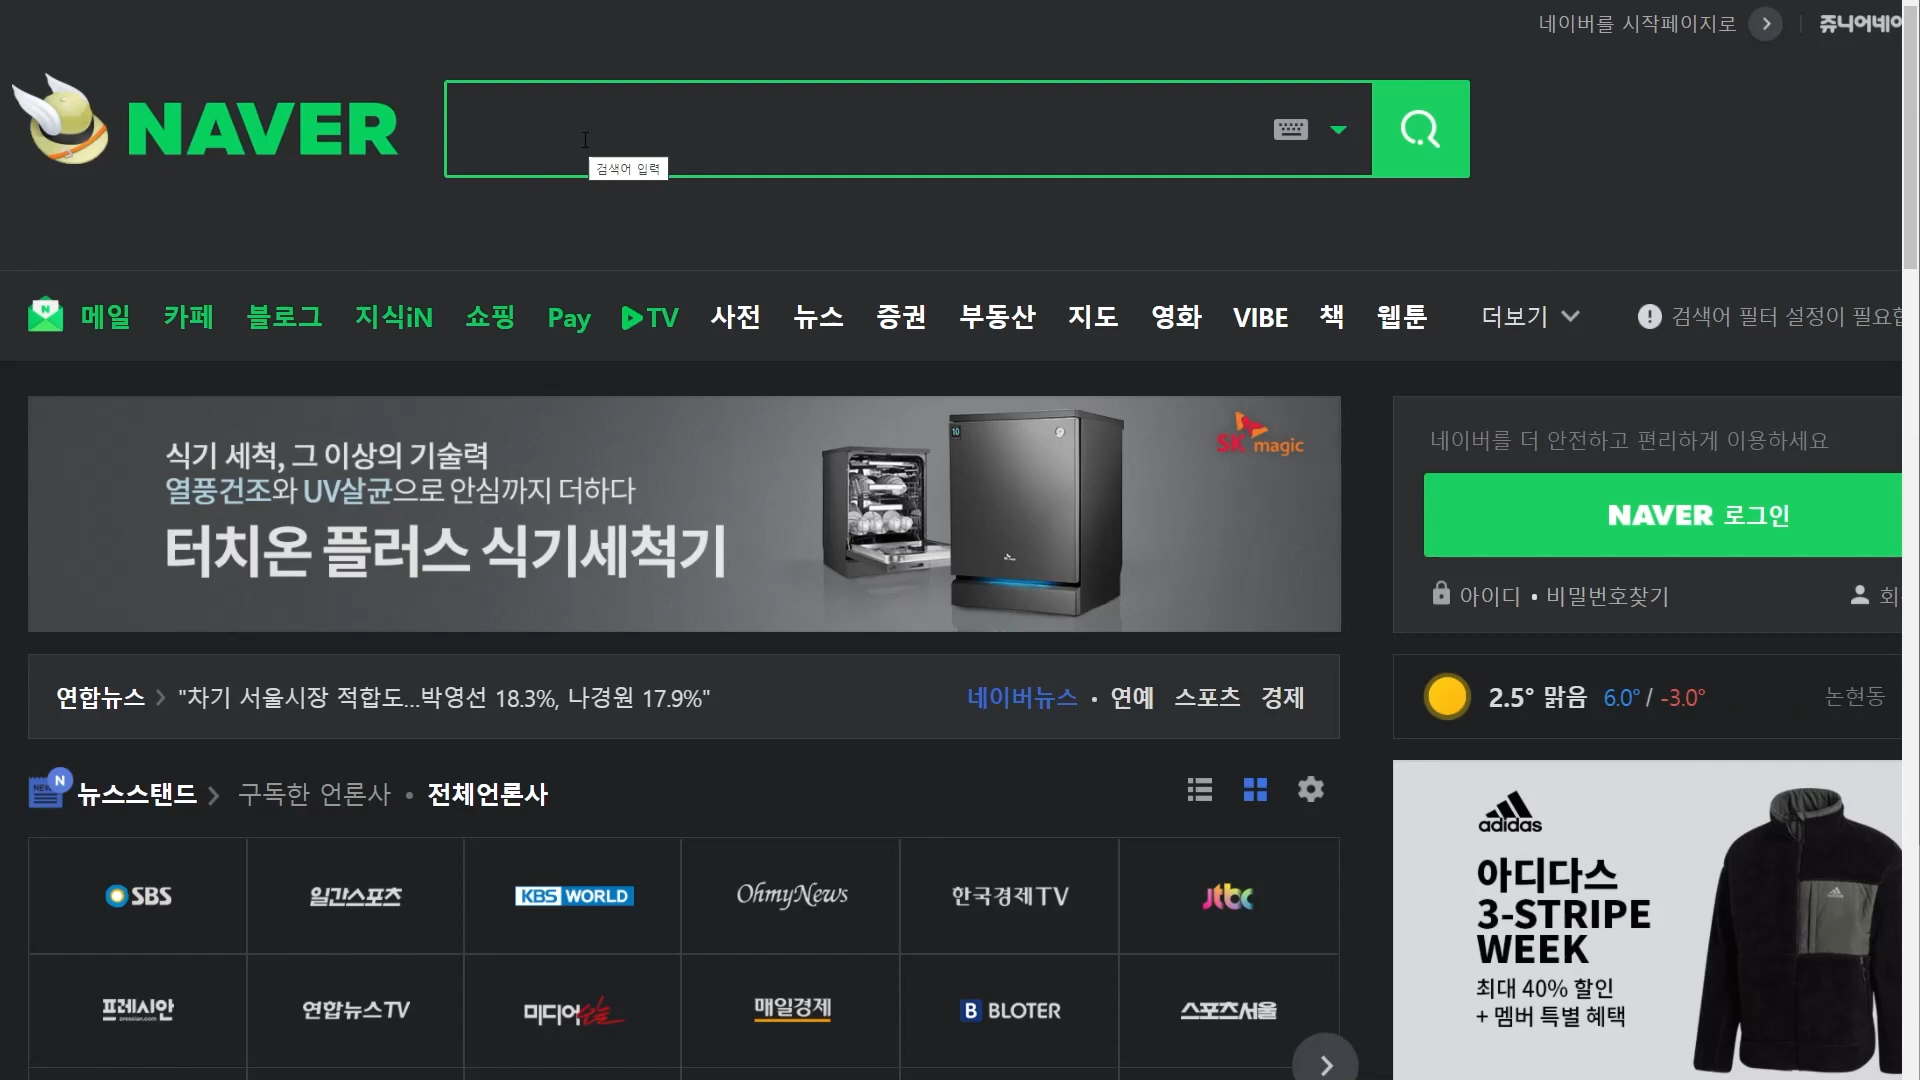 네이버를 시작페이지로
쥬니어네이
NAVER
검색어 입력
메일 카페 블로그 지식iN 쇼핑 Pay TV 사전 뉴스 증권 부동산 지도 영화 VIBE 책 웹툰 더보기
검색어 필터 설정이 필요합
식기 세척, 그 이상의 기술력
열풍건조와 UV살균으로 안심까지 더하다
터치온 플러스 식기세척기
SK magic
네이버를 더 안전하고 편리하게 이용하세요
NAVER 로그인
아이디 • 비밀번호찾기
회
연합뉴스 > "차기 서울시장 적합도...박영선 18.3%, 나경원 17.9%"
네이버뉴스 • 연예 스포츠 경제
2.5° 맑음 6.0° / -3.0° 논현동
뉴스스탠드 > 구독한 언론사 • 전체언론사
SBS 일간스포츠 KBS WORLD OhmyNews 한국경제TV jtbc
프레시안 연합뉴스TV 미디어오늘 매일경제 BLOTER 스포츠서울
adidas
아디다스
3-STRIPE
WEEK
최대 40% 할인
+ 멤버 특별 혜택